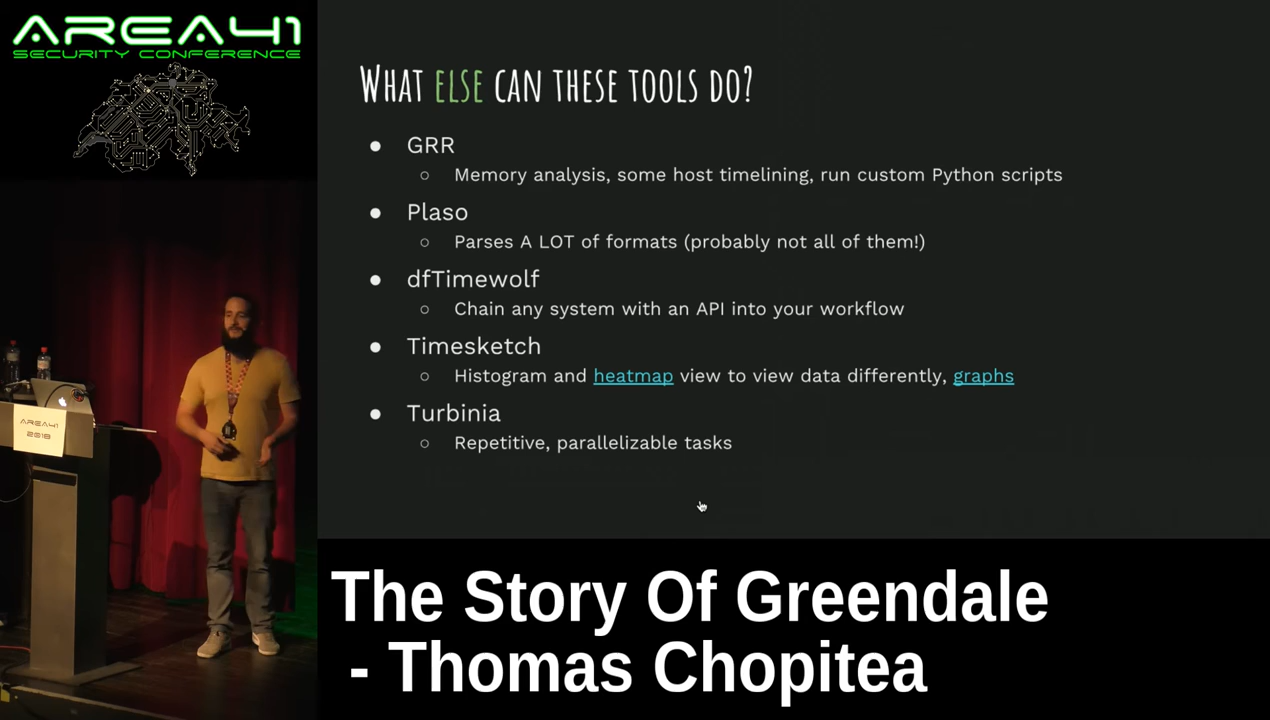 AREA41
SECURITY CONFERENCE
WHAT ELSE CAN THESE TOOLS DO?
● GRR
○ Memory analysis, some host timelining, run custom Python scripts
● Plaso
○ Parses A LOT of formats (probably not all of them!)
● dfTimewolf
○ Chain any system with an API into your workflow
● Timesketch
○ Histogram and heatmap view to view data differently, graphs
● Turbinia
○ Repetitive, parallelizable tasks
AREA41
2018
The Story Of Greendale
- Thomas Chopitea